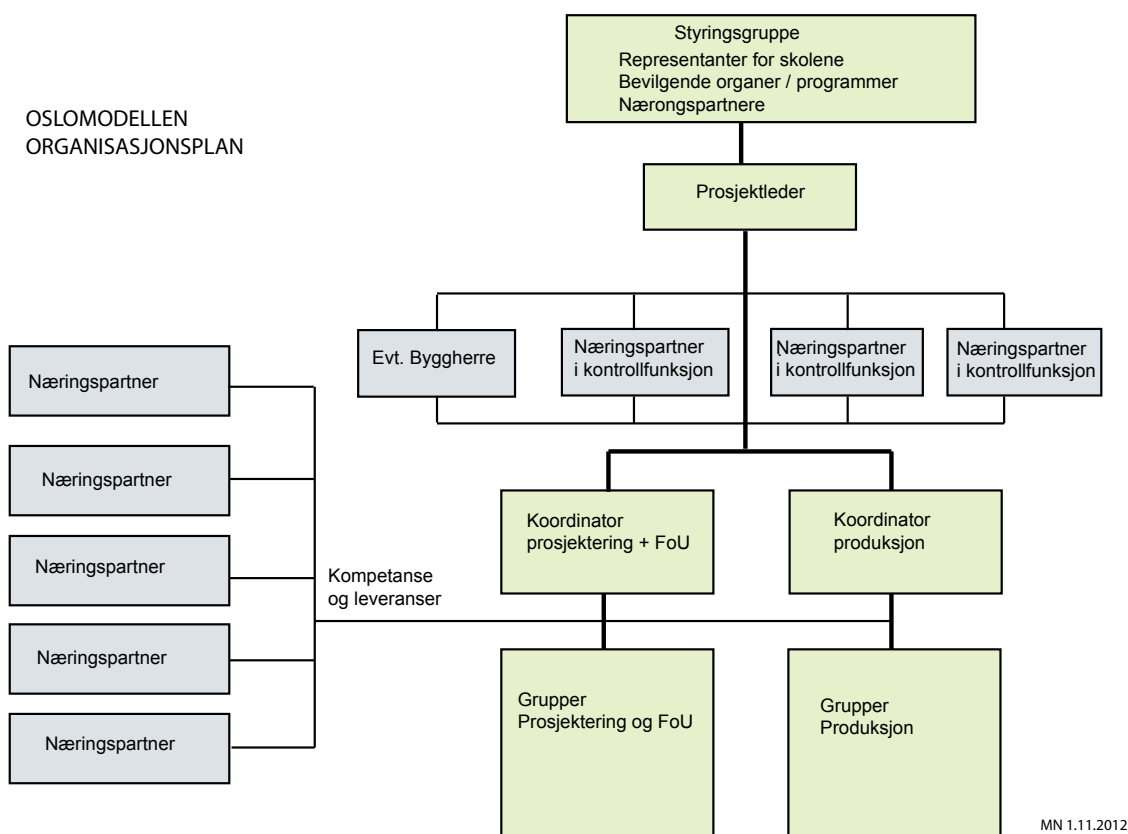 OSLOMODELLEN
ORGANISASJONSPLAN
Styringsgruppe
Representanter for skolene
Bevilgende organer / programmer
Nærongspartnere
Prosjektleder
Evt. Byggherre
Næringspartner
i kontrollfunksjon
Næringspartner
i kontrollfunksjon
Næringspartner
i kontrollfunksjon
Næringspartner
Næringspartner
Næringspartner
Næringspartner
Næringspartner
Kompetanse
og leveranser
Koordinator
prosjektering + FoU
Koordinator
produksjon
Grupper
Prosjektering og FoU
Grupper
Produksjon
MN 1.11.2012